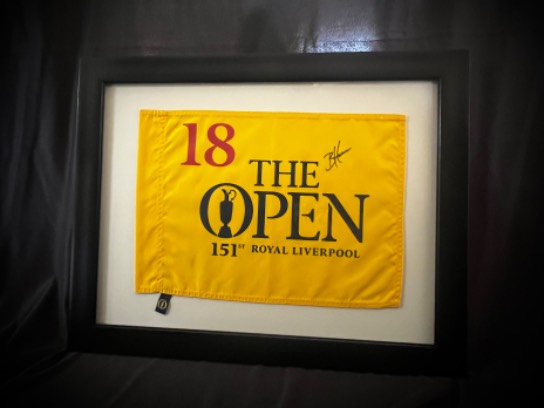 18
THE
OPEN
151ST ROYAL LIVERPOOL